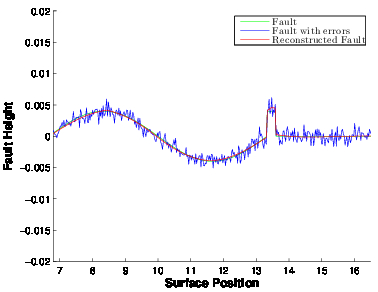 0.02
0.015
0.01
0.005
0
−0.005
−0.01
−0.015
−0.02
Fault Height
Fault
Fault with errors
Reconstructed Fault
7 8 9 10 11 12 13 14 15 16
Surface Position